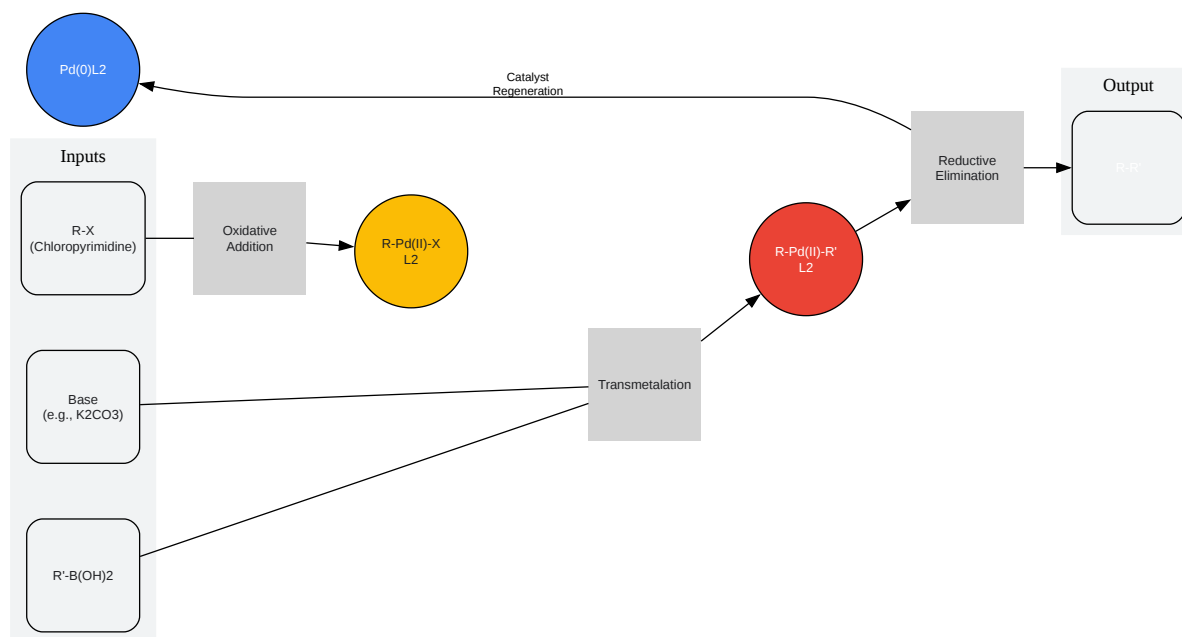 Pd(0)L2
Catalyst
Regeneration
Output
Inputs
R-R'
Reductive
Elimination
R-X
(Chloropyrimidine)
Oxidative
Addition
R-Pd(II)-X
L2
R-Pd(II)-R'
L2
Transmetalation
Base
(e.g., K2CO3)
R'-B(OH)2